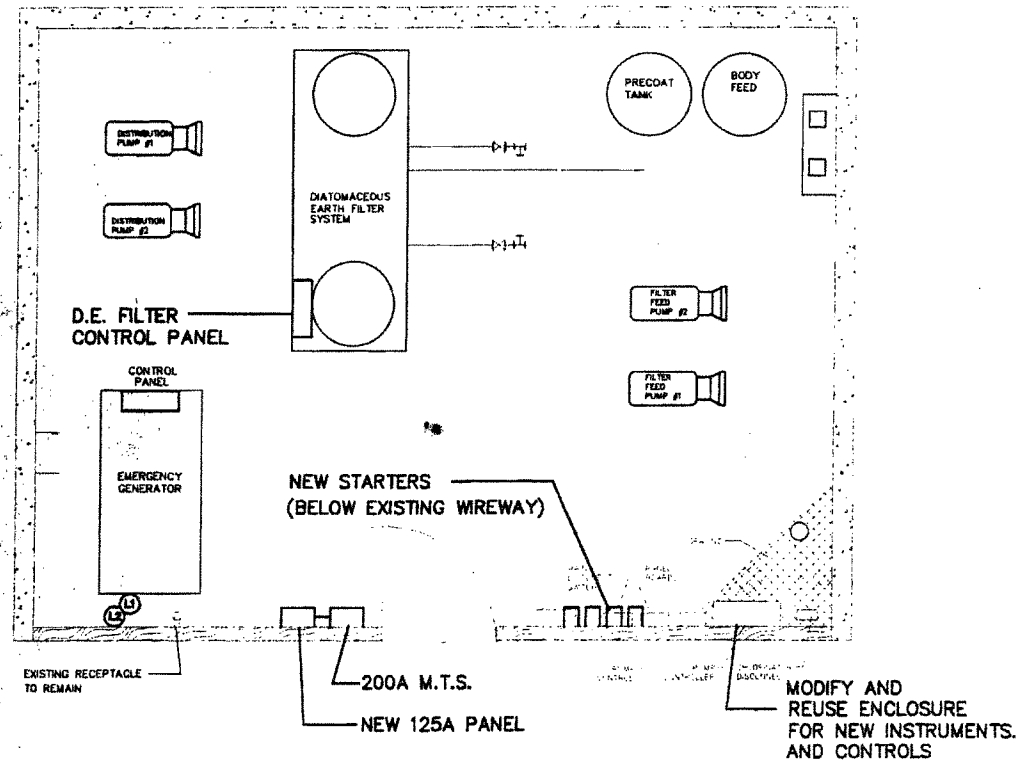 PRECOAT
TANK
BODY
FEED
DISTRIBUTION
PUMP #1
DISTRIBUTION
PUMP #2
DIATOMACEOUS
EARTH FILTER
SYSTEM
D.E. FILTER
CONTROL PANEL
FILTER
FEED
PUMP #2
FILTER
FEED
PUMP #1
CONTROL
PANEL
EMERGENCY
GENERATOR
NEW STARTERS
(BELOW EXISTING WIREWAY)
L1
L2
EXISTING RECEPTACLE
TO REMAIN
200A M.T.S.
NEW 125A PANEL
MODIFY AND
REUSE ENCLOSURE
FOR NEW INSTRUMENTS.
AND CONTROLS